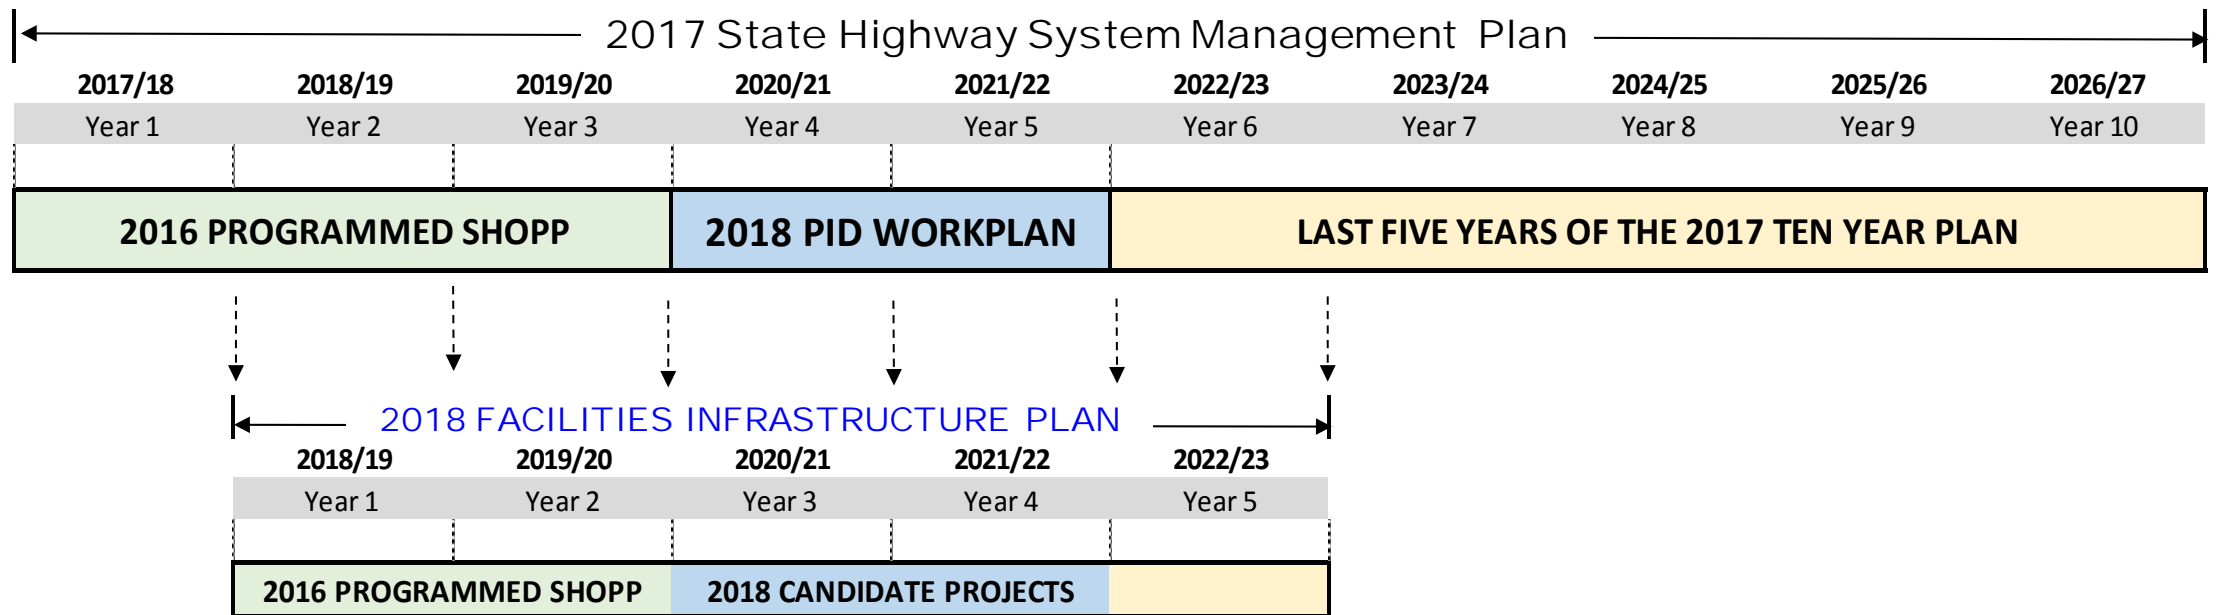 2017 State Highway System Management Plan
2017/18 2018/19 2019/20 2020/21 2021/22 2022/23 2023/24 2024/25 2025/26 2026/27
Year 1 Year 2 Year 3 Year 4 Year 5 Year 6 Year 7 Year 8 Year 9 Year 10
2016 PROGRAMMED SHOPP 2018 PID WORKPLAN LAST FIVE YEARS OF THE 2017 TEN YEAR PLAN
2018 FACILITIES INFRASTRUCTURE PLAN
2018/19 2019/20 2020/21 2021/22 2022/23
Year 1 Year 2 Year 3 Year 4 Year 5
2016 PROGRAMMED SHOPP 2018 CANDIDATE PROJECTS